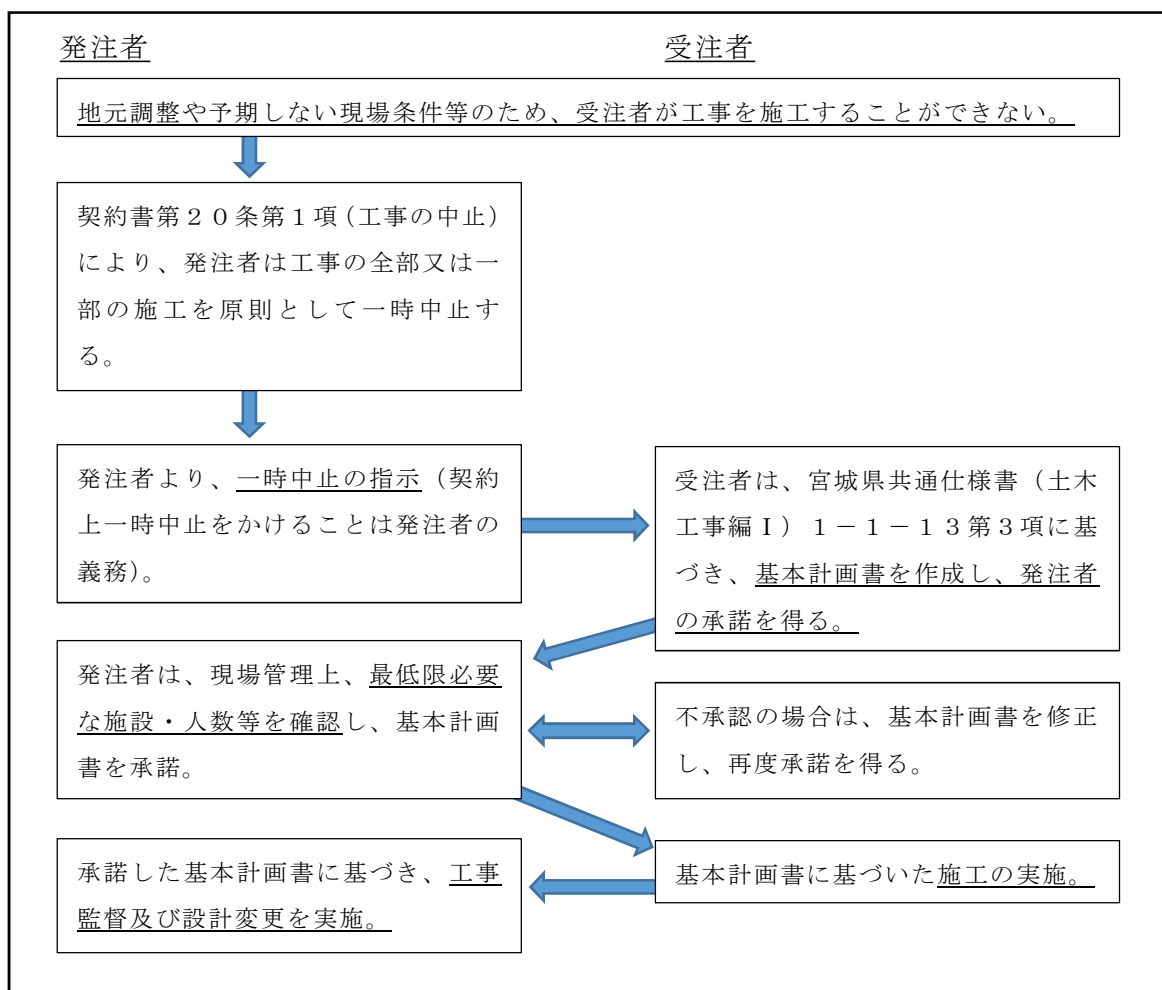 発注者
受注者
地元調整や予期しない現場条件等のため、受注者が工事を施工することができない。
契約書第２０条第１項（工事の中止）
により、発注者は工事の全部又は一
部の施工を原則として一時中止す
る。
発注者より、一時中止の指示（契約
上一時中止をかけることは発注者の
義務）。
受注者は、宮城県共通仕様書（土木
工事編Ⅰ）１－１－１３第３項に基
づき、基本計画書を作成し、発注者
の承諾を得る。
発注者は、現場管理上、最低限必要
な施設・人数等を確認し、基本計画
書を承諾。
不承認の場合は、基本計画書を修正
し、再度承諾を得る。
基本計画書に基づいた施工の実施。
承諾した基本計画書に基づき、工事
監督及び設計変更を実施。